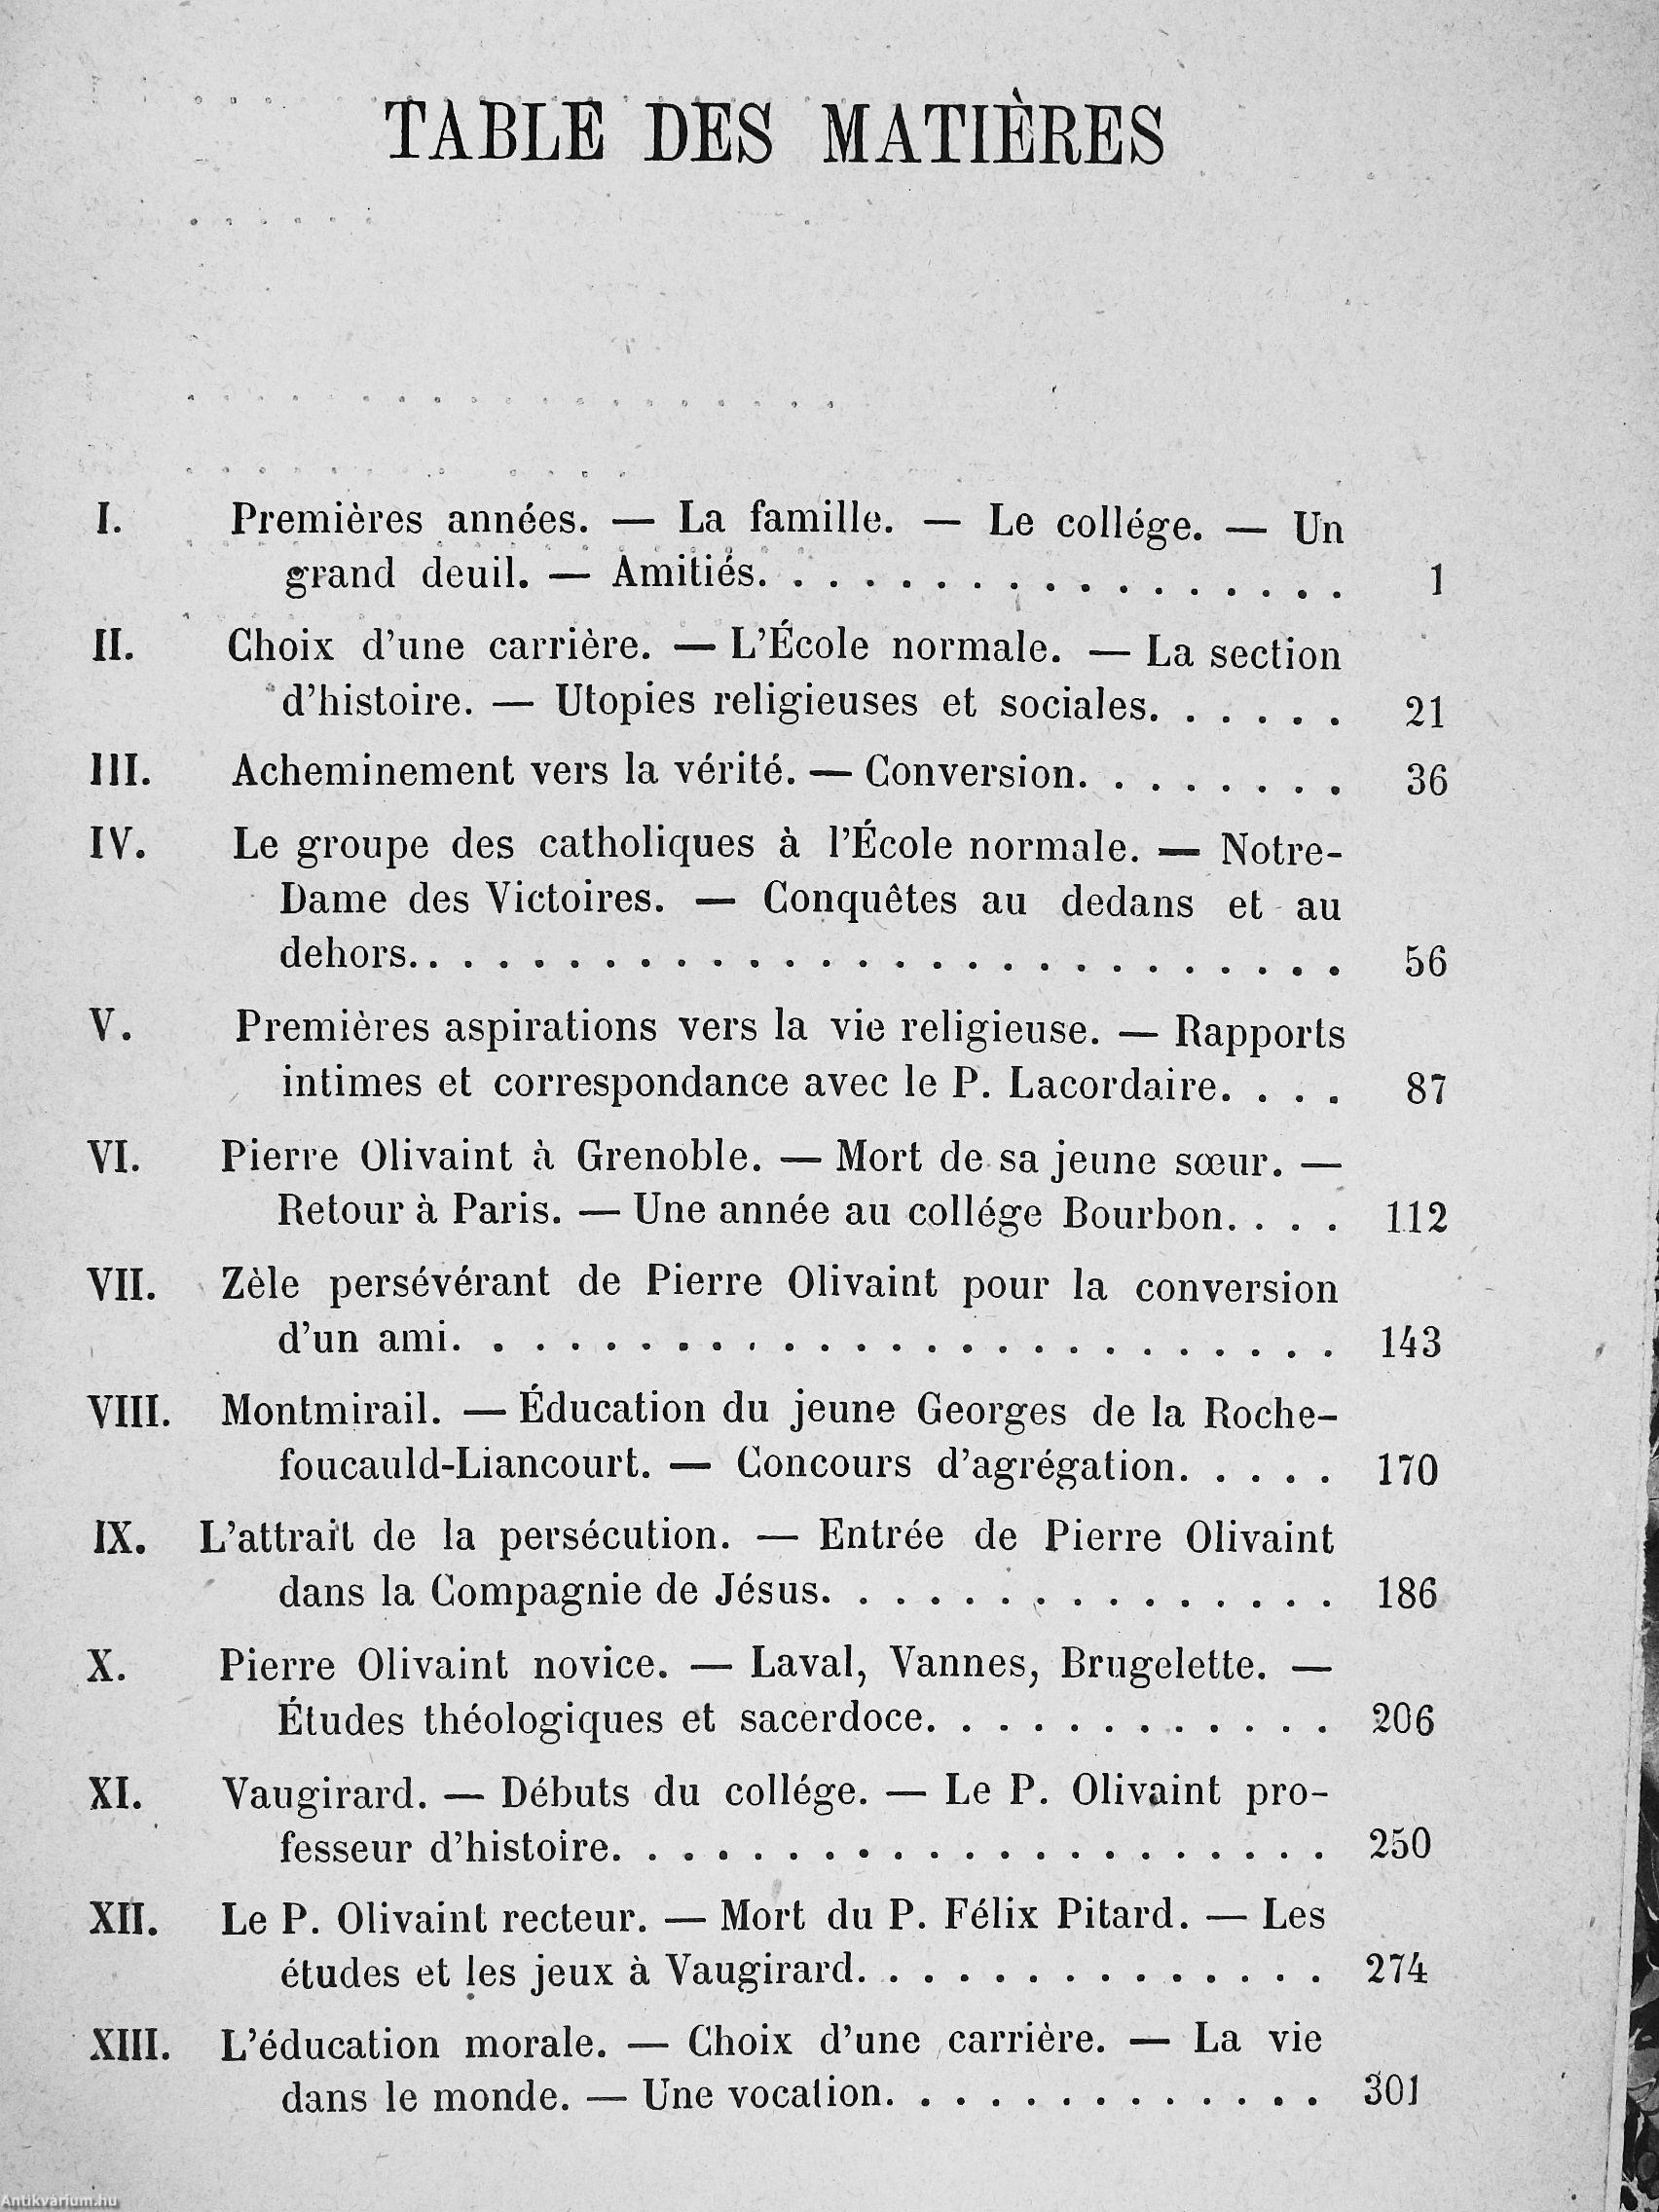 TABLE DES MATIÈRES
I. Premières années. — La famille. — Le collége. — Un
grand deuil. — Amitiés. . . . . . . . . . . . . . . . . 1
II. Choix d'une carrière. — L'École normale. — La section
d'histoire. — Utopies religieuses et sociales. . . . . . 21
III. Acheminement vers la vérité. — Conversion. . . . . . . . 36
IV. Le groupe des catholiques à l'École normale. — Notre-
Dame des Victoires. — Conquêtes au dedans et au
dehors. . . . . . . . . . . . . . . . . . . . . . . . . . . 56
V. Premières aspirations vers la vie religieuse. — Rapports
intimes et correspondance avec le P. Lacordaire. . . . 87
VI. Pierre Olivaint à Grenoble. — Mort de sa jeune sœur. —
Retour à Paris. — Une année au collége Bourbon. . . . 112
VII. Zèle persévérant de Pierre Olivaint pour la conversion
d'un ami. . . . . . . . . . . . . . . . . . . . . . . . . 143
VIII. Montmirail. — Éducation du jeune Georges de la Roche-
foucauld-Liancourt. — Concours d'agrégation. . . . . 170
IX. L'attrait de la persécution. — Entrée de Pierre Olivaint
dans la Compagnie de Jésus. . . . . . . . . . . . . . . 186
X. Pierre Olivaint novice. — Laval, Vannes, Brugelette. —
Études théologiques et sacerdoce. . . . . . . . . . . . 206
XI. Vaugirard. — Débuts du collége. — Le P. Olivaint pro-
fesseur d'histoire. . . . . . . . . . . . . . . . . . . . . 250
XII. Le P. Olivaint recteur. — Mort du P. Félix Pitard. — Les
études et les jeux à Vaugirard. . . . . . . . . . . . . . 274
XIII. L'éducation morale. — Choix d'une carrière. — La vie
dans le monde. — Une vocation. . . . . . . . . . . . . 301
Antikvarium.hu